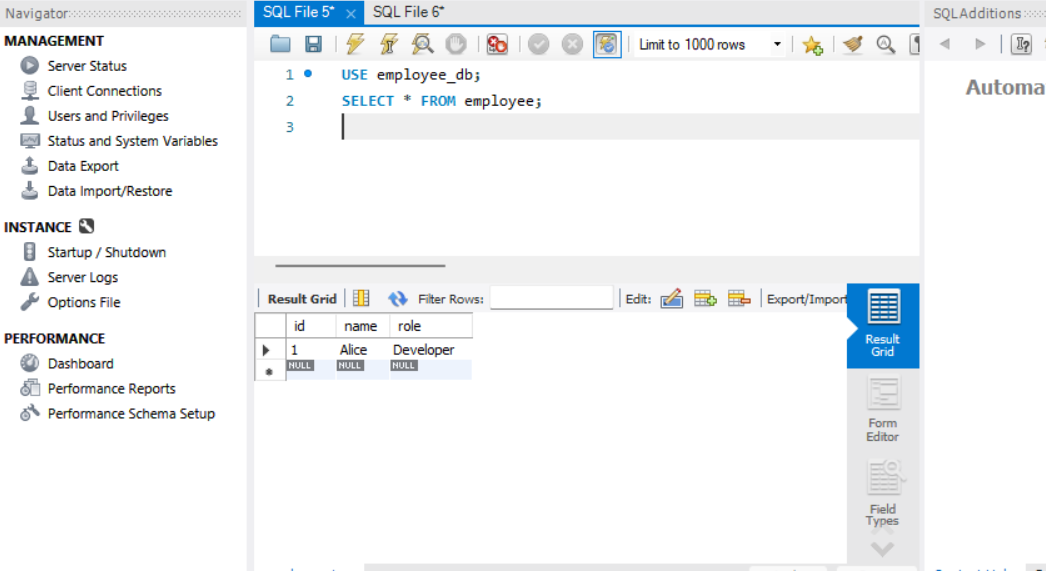 Navigator
MANAGEMENT
Server Status
Client Connections
Users and Privileges
Status and System Variables
Data Export
Data Import/Restore
INSTANCE
Startup / Shutdown
Server Logs
Options File
PERFORMANCE
Dashboard
Performance Reports
Performance Schema Setup
SQL File 5* SQL File 6*
Limit to 1000 rows
1 USE employee_db;
2 SELECT * FROM employee;
3
Result Grid Filter Rows: Edit: Export/Import
id name role
1 Alice Developer
NULL NULL NULL
Result
Grid
Form
Editor
Field
Types
SQLAdditions
Automa